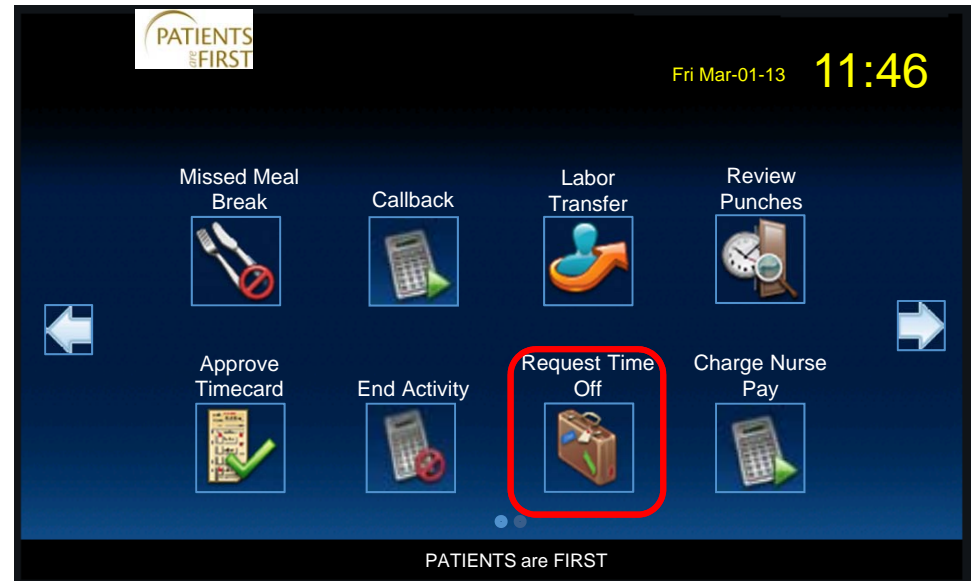 PATIENTS
are FIRST
Fri Mar-01-13 11:46
Missed Meal
Break
Callback
Labor
Transfer
Review
Punches
Approve
Timecard
End Activity
Request Time
Off
Charge Nurse
Pay
PATIENTS are FIRST